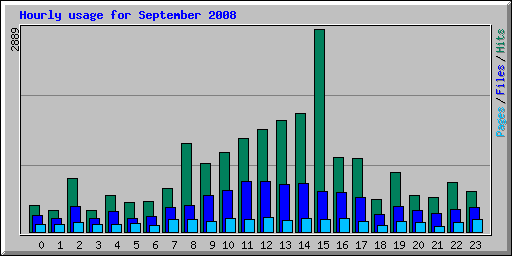 Hourly usage for September 2008
2889
Pages / Files / Hits
0 1 2 3 4 5 6 7 8 9 10 11 12 13 14 15 16 17 18 19 20 21 22 23